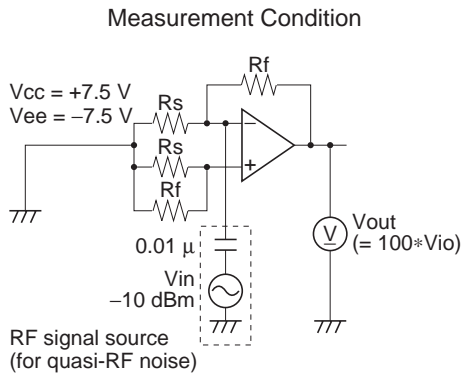 Measurement Condition
Rf
Vcc = +7.5 V
Vee = −7.5 V
Rs
−
Rs
+
Rf
V
Vout
(= 100∗Vio)
0.01 μ
Vin
−10 dBm
RF signal source
(for quasi-RF noise)